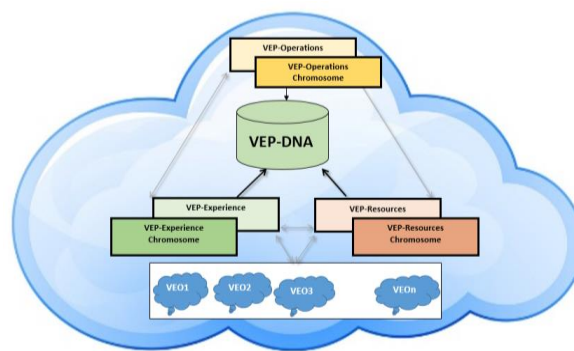 VEP-Operations
VEP-Operations
Chromosome
VEP-DNA
VEP-Experience
VEP-Resources
VEP-Experience
Chromosome
VEP-Resources
Chromosome
VEO1
VEO2
VEO3
VEOn